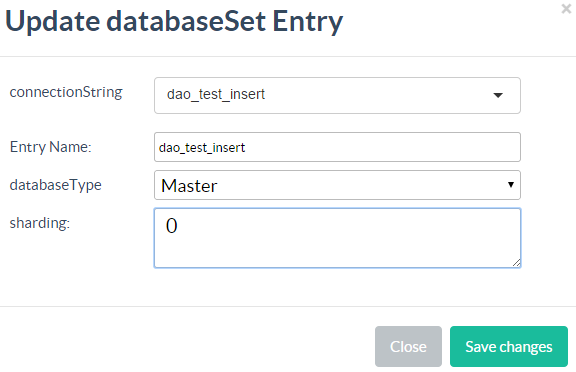 Update databaseSet Entry
×
connectionString
dao_test_insert
Entry Name:
dao_test_insert
databaseType
Master
sharding:
0
Close
Save changes